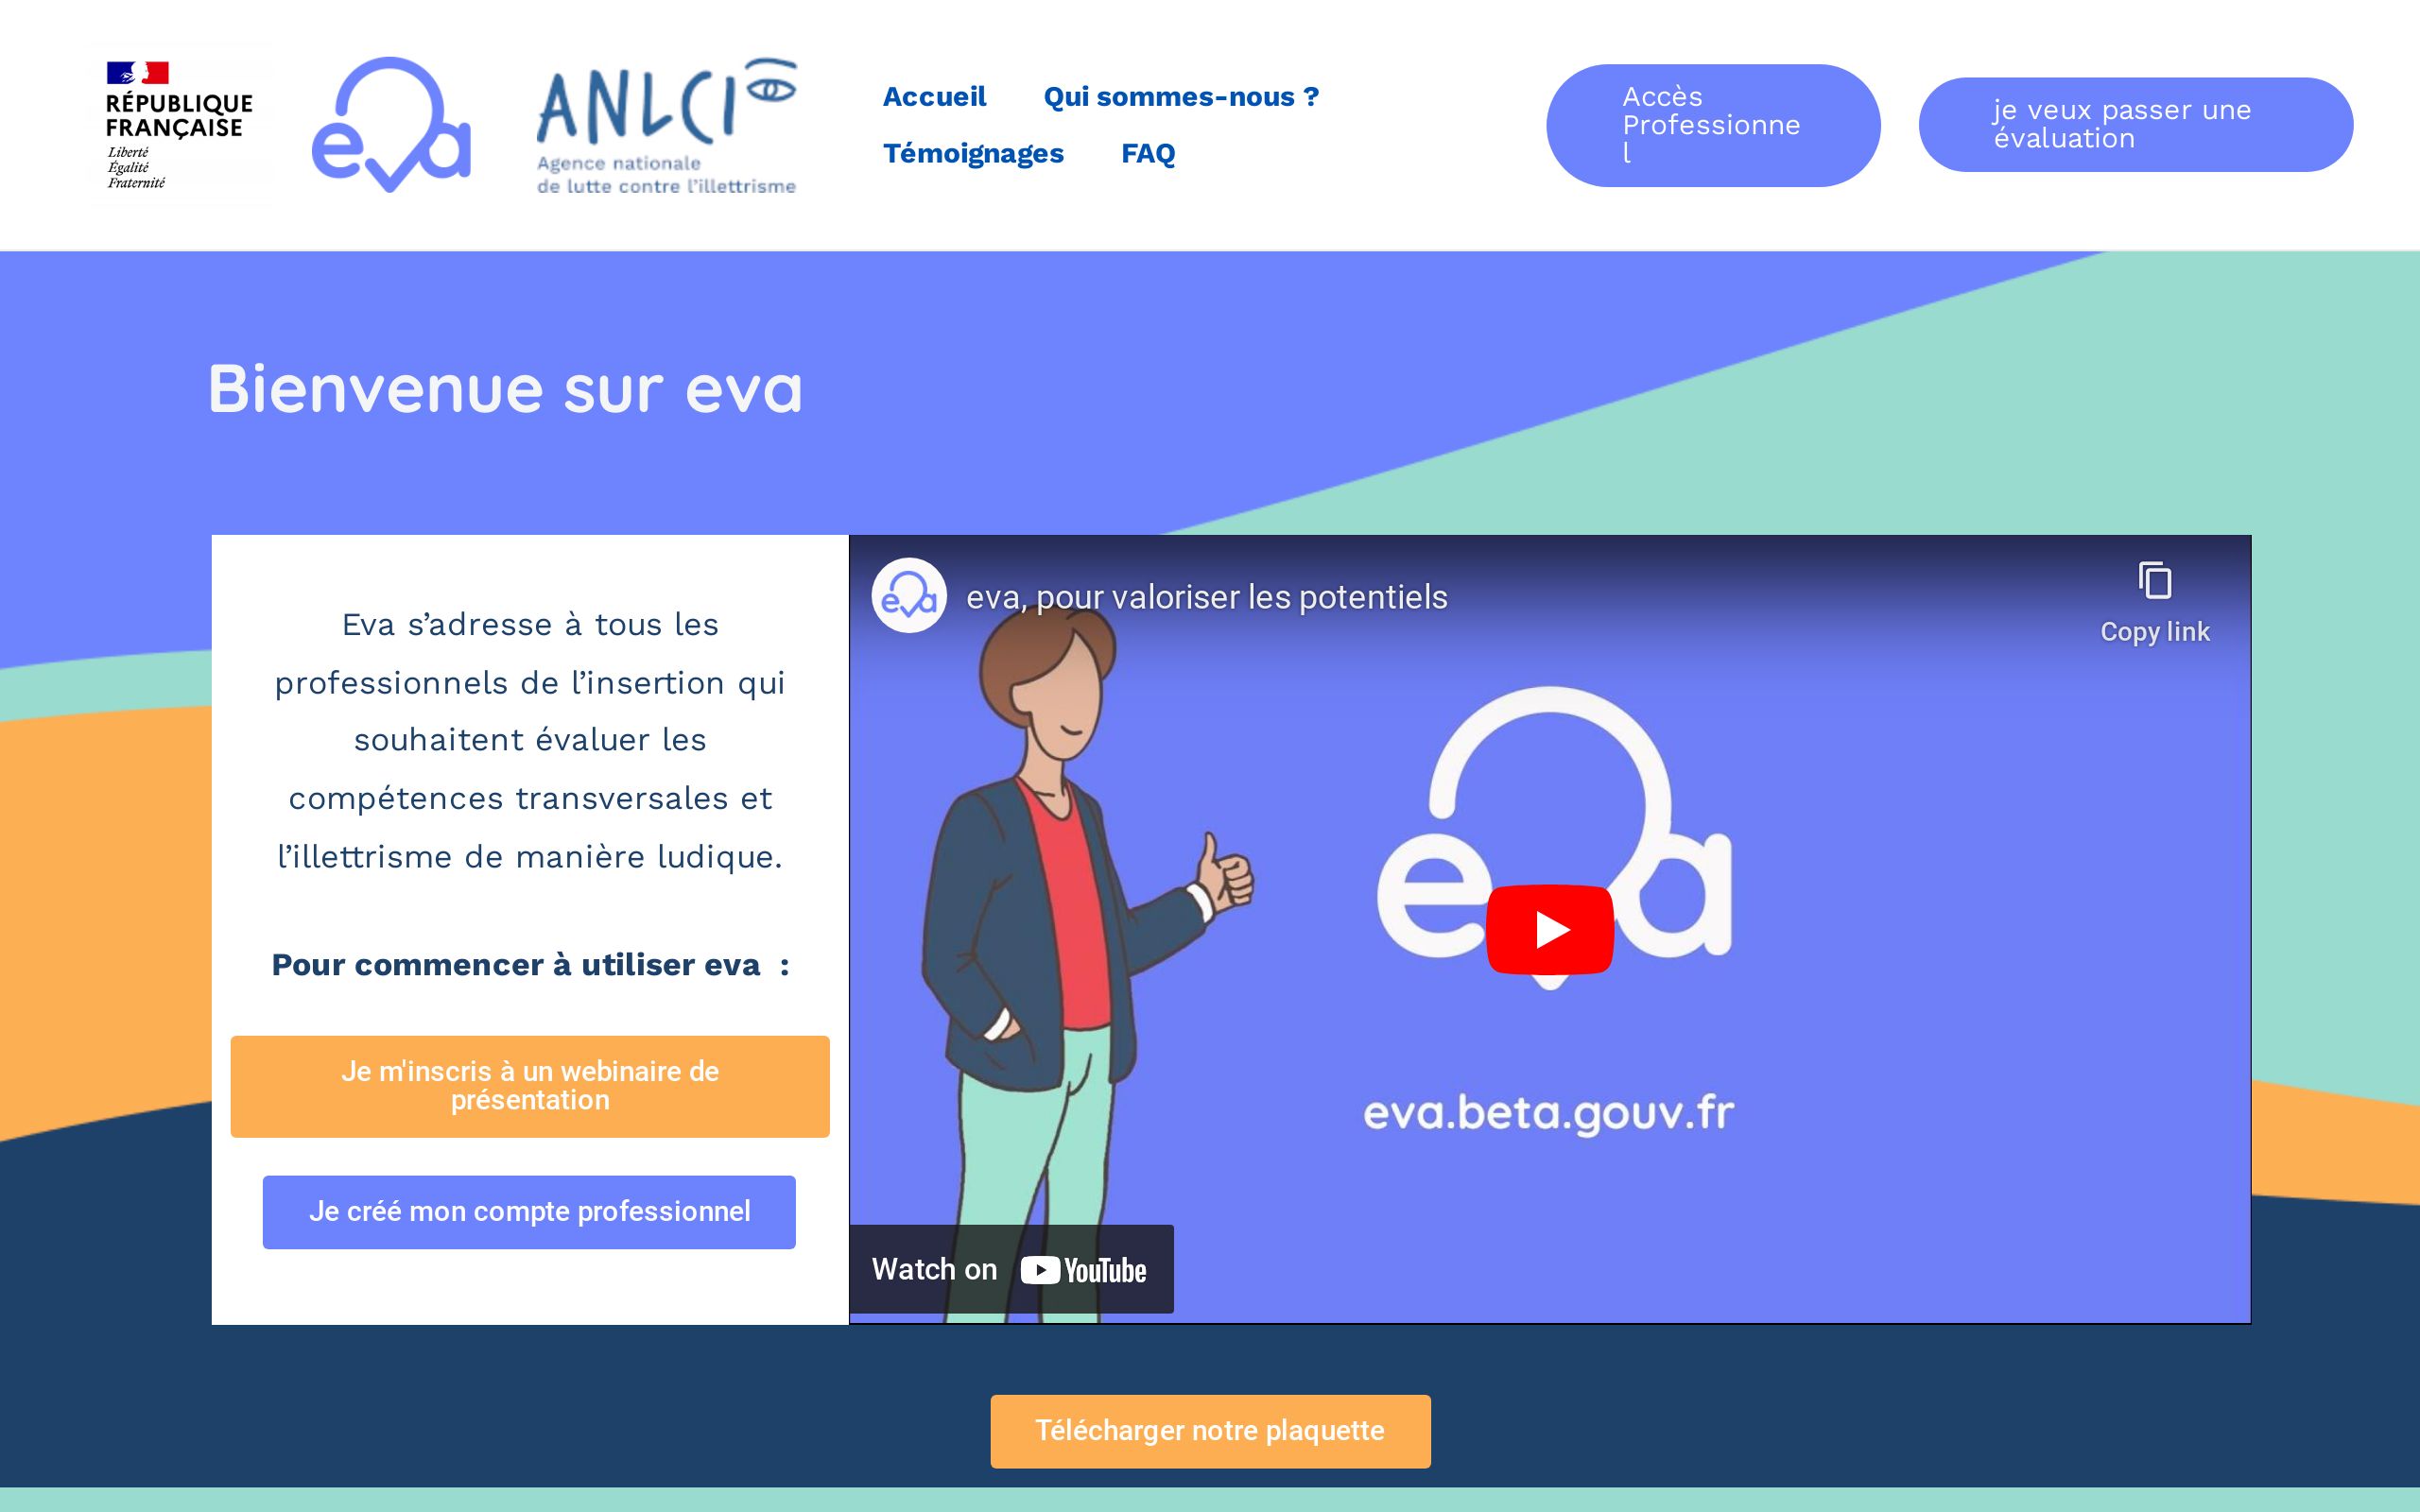 RÉPUBLIQUE
FRANÇAISE
Liberté
Égalité
Fraternité
eva
ANLCI
Agence nationale
de lutte contre l'illettrisme
Accueil
Qui sommes-nous ?
Témoignages
FAQ
Accès
Professionne
l
je veux passer une
évaluation
Bienvenue sur eva
Eva s’adresse à tous les
professionnels de l’insertion qui
souhaitent évaluer les
compétences transversales et
l’illettrisme de manière ludique.
Pour commencer à utiliser eva :
Je m'inscris à un webinaire de
présentation
Je créé mon compte professionnel
eva
eva, pour valoriser les potentiels
Copy link
eva
eva.beta.gouv.fr
Watch on YouTube
Télécharger notre plaquette